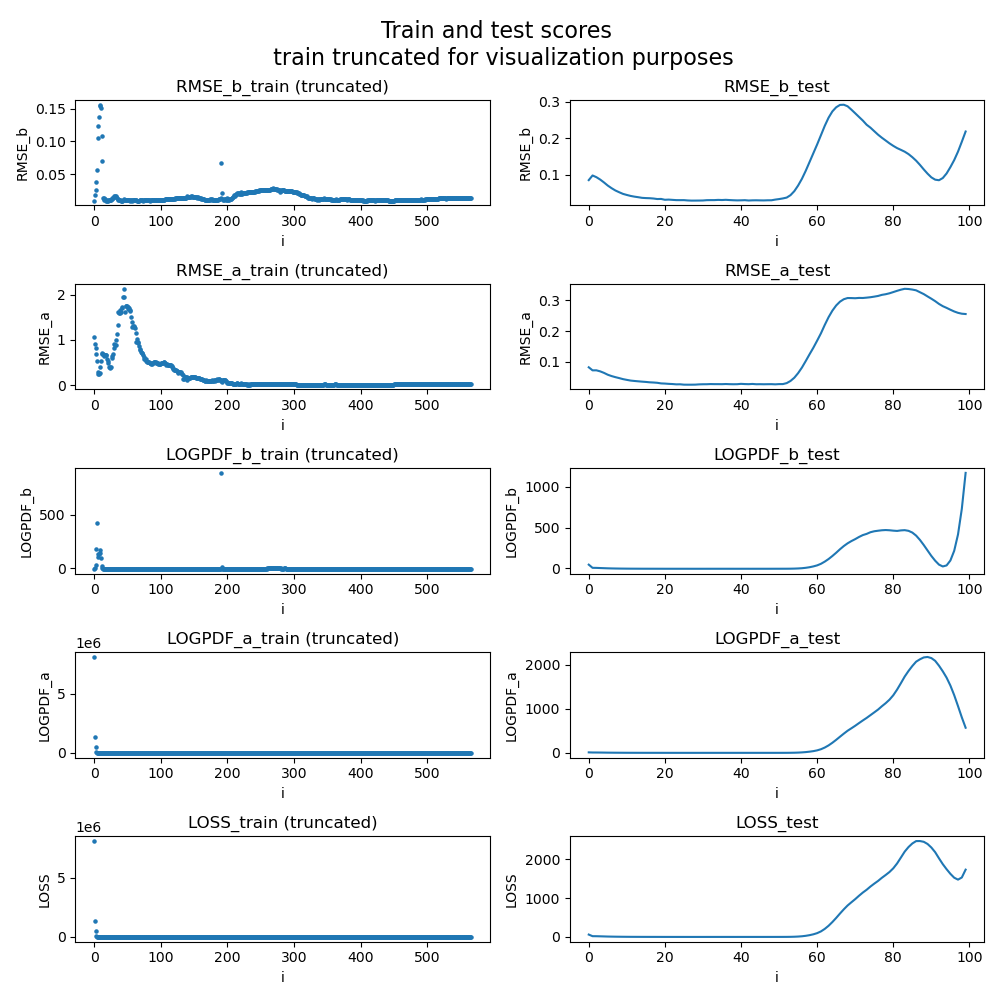 Train and test scores
train truncated for visualization purposes
RMSE_b_train (truncated)
RMSE_b
0.15
0.10
0.05
0 100 200 300 400 500
i
RMSE_b_test
RMSE_b
0.3
0.2
0.1
0 20 40 60 80 100
i
RMSE_a_train (truncated)
RMSE_a
2
1
0
0 100 200 300 400 500
i
RMSE_a_test
RMSE_a
0.3
0.2
0.1
0 20 40 60 80 100
i
LOGPDF_b_train (truncated)
LOGPDF_b
500
0
0 100 200 300 400 500
i
LOGPDF_b_test
LOGPDF_b
1000
500
0
0 20 40 60 80 100
i
LOGPDF_a_train (truncated)
1e6
LOGPDF_a
5
0
0 100 200 300 400 500
i
LOGPDF_a_test
LOGPDF_a
2000
1000
0
0 20 40 60 80 100
i
LOSS_train (truncated)
1e6
LOSS
5
0
0 100 200 300 400 500
i
LOSS_test
LOSS
2000
1000
0
0 20 40 60 80 100
i